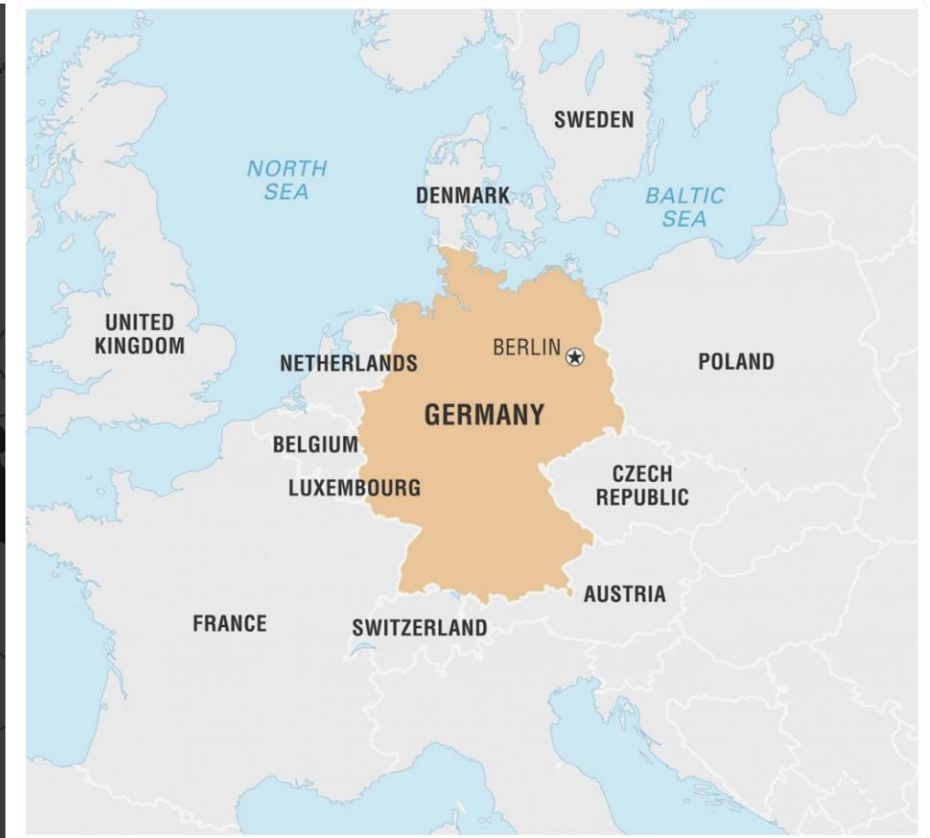 SWEDEN
NORTH
SEA
DENMARK
BALTIC
SEA
UNITED
KINGDOM
BERLIN
NETHERLANDS
POLAND
GERMANY
BELGIUM
CZECH
REPUBLIC
LUXEMBOURG
AUSTRIA
FRANCE
SWITZERLAND